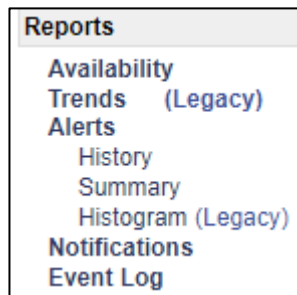 Reports
Availability
Trends (Legacy)
Alerts
History
Summary
Histogram (Legacy)
Notifications
Event Log